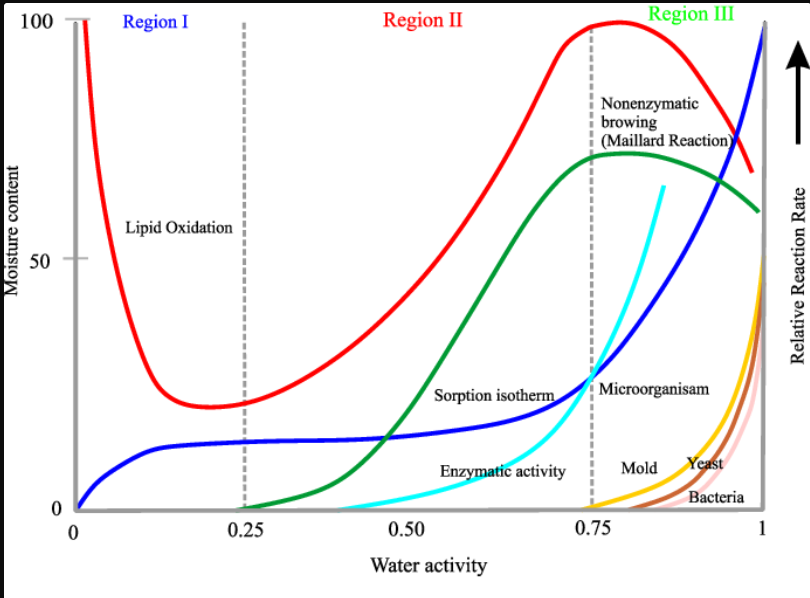 100
Region I
Region II
Region III
Nonenzymatic
browing
(Maillard Reaction)
Lipid Oxidation
Moisture content
50
Relative Reaction Rate
Sorption isotherm
Microorganisam
Enzymatic activity
Mold
Yeast
Bacteria
0
0
0.25
0.50
0.75
1
Water activity